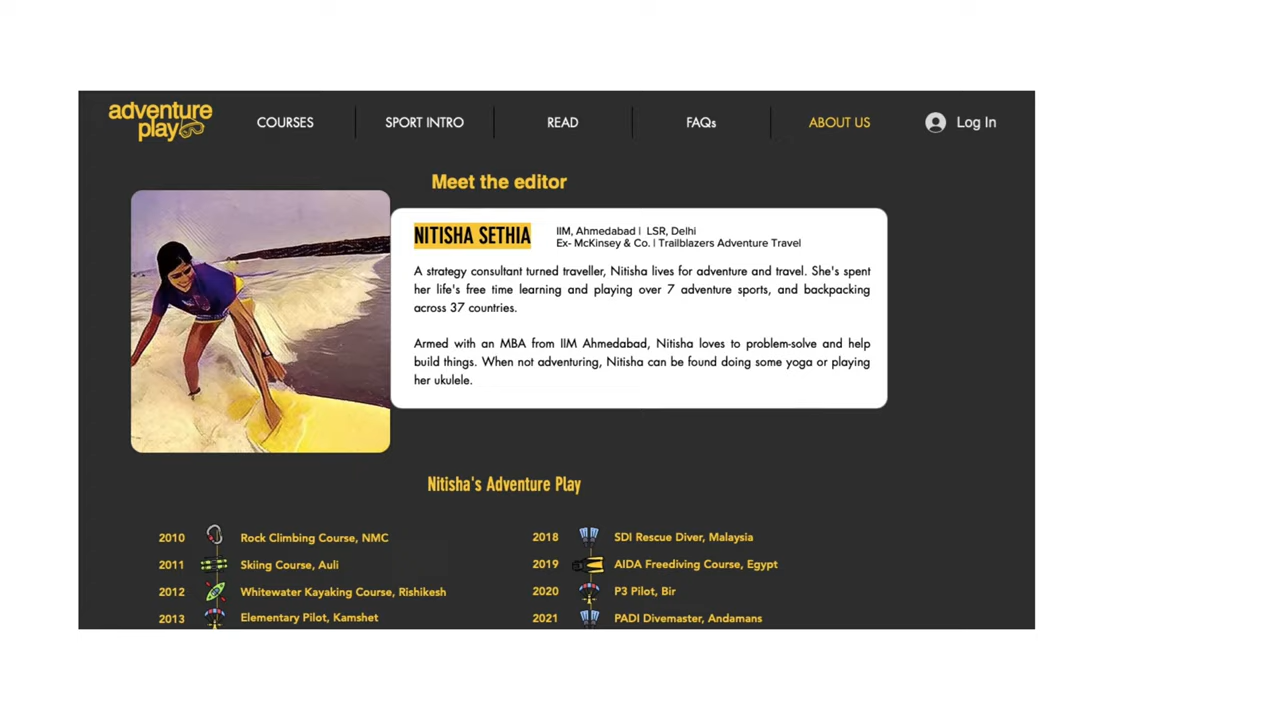 adventure
play
COURSES
SPORT INTRO
READ
FAQs
ABOUT US
Log In
Meet the editor
NITISHA SETHIA
IIM, Ahmedabad | LSR, Delhi
Ex- McKinsey & Co. | Trailblazers Adventure Travel
A strategy consultant turned traveller, Nitisha lives for adventure and travel. She's spent
her life's free time learning and playing over 7 adventure sports, and backpacking
across 37 countries.
Armed with an MBA from IIM Ahmedabad, Nitisha loves to problem-solve and help
build things. When not adventuring, Nitisha can be found doing some yoga or playing
her ukulele.
Nitisha's Adventure Play
2010 Rock Climbing Course, NMC
2011 Skiing Course, Auli
2012 Whitewater Kayaking Course, Rishikesh
2013 Elementary Pilot, Kamshet
2018 SDI Rescue Diver, Malaysia
2019 AIDA Freediving Course, Egypt
2020 P3 Pilot, Bir
2021 PADI Divemaster, Andamans